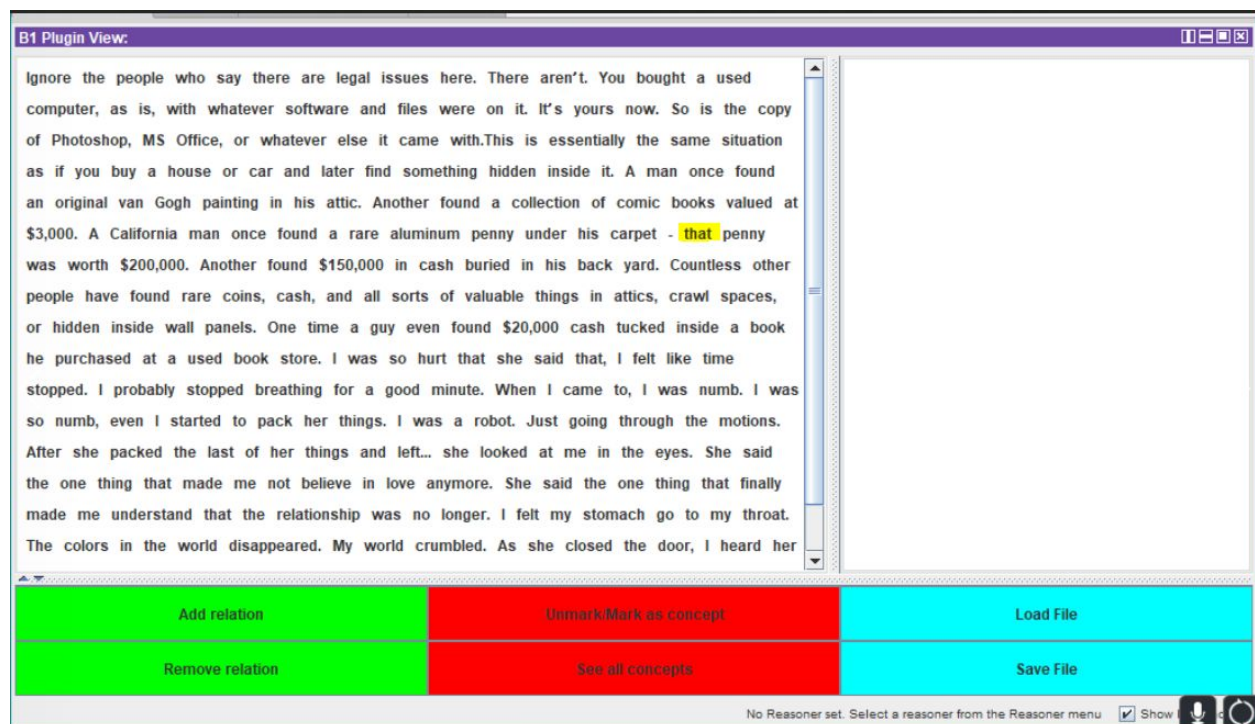 B1 Plugin View:
Ignore the people who say there are legal issues here. There aren't. You bought a used
computer, as is, with whatever software and files were on it. It's yours now. So is the copy
of Photoshop, MS Office, or whatever else it came with.This is essentially the same situation
as if you buy a house or car and later find something hidden inside it. A man once found
an original van Gogh painting in his attic. Another found a collection of comic books valued at
$3,000. A California man once found a rare aluminum penny under his carpet - that penny
was worth $200,000. Another found $150,000 in cash buried in his back yard. Countless other
people have found rare coins, cash, and all sorts of valuable things in attics, crawl spaces,
or hidden inside wall panels. One time a guy even found $20,000 cash tucked inside a book
he purchased at a used book store. I was so hurt that she said that, I felt like time
stopped. I probably stopped breathing for a good minute. When I came to, I was numb. I was
so numb, even I started to pack her things. I was a robot. Just going through the motions.
After she packed the last of her things and left... she looked at me in the eyes. She said
the one thing that made me not believe in love anymore. She said the one thing that finally
made me understand that the relationship was no longer. I felt my stomach go to my throat.
The colors in the world disappeared. My world crumbled. As she closed the door, I heard her
Add relation
Unmark/Mark as concept
Load File
Remove relation
See all concepts
Save File
No Reasoner set. Select a reasoner from the Reasoner menu
Show